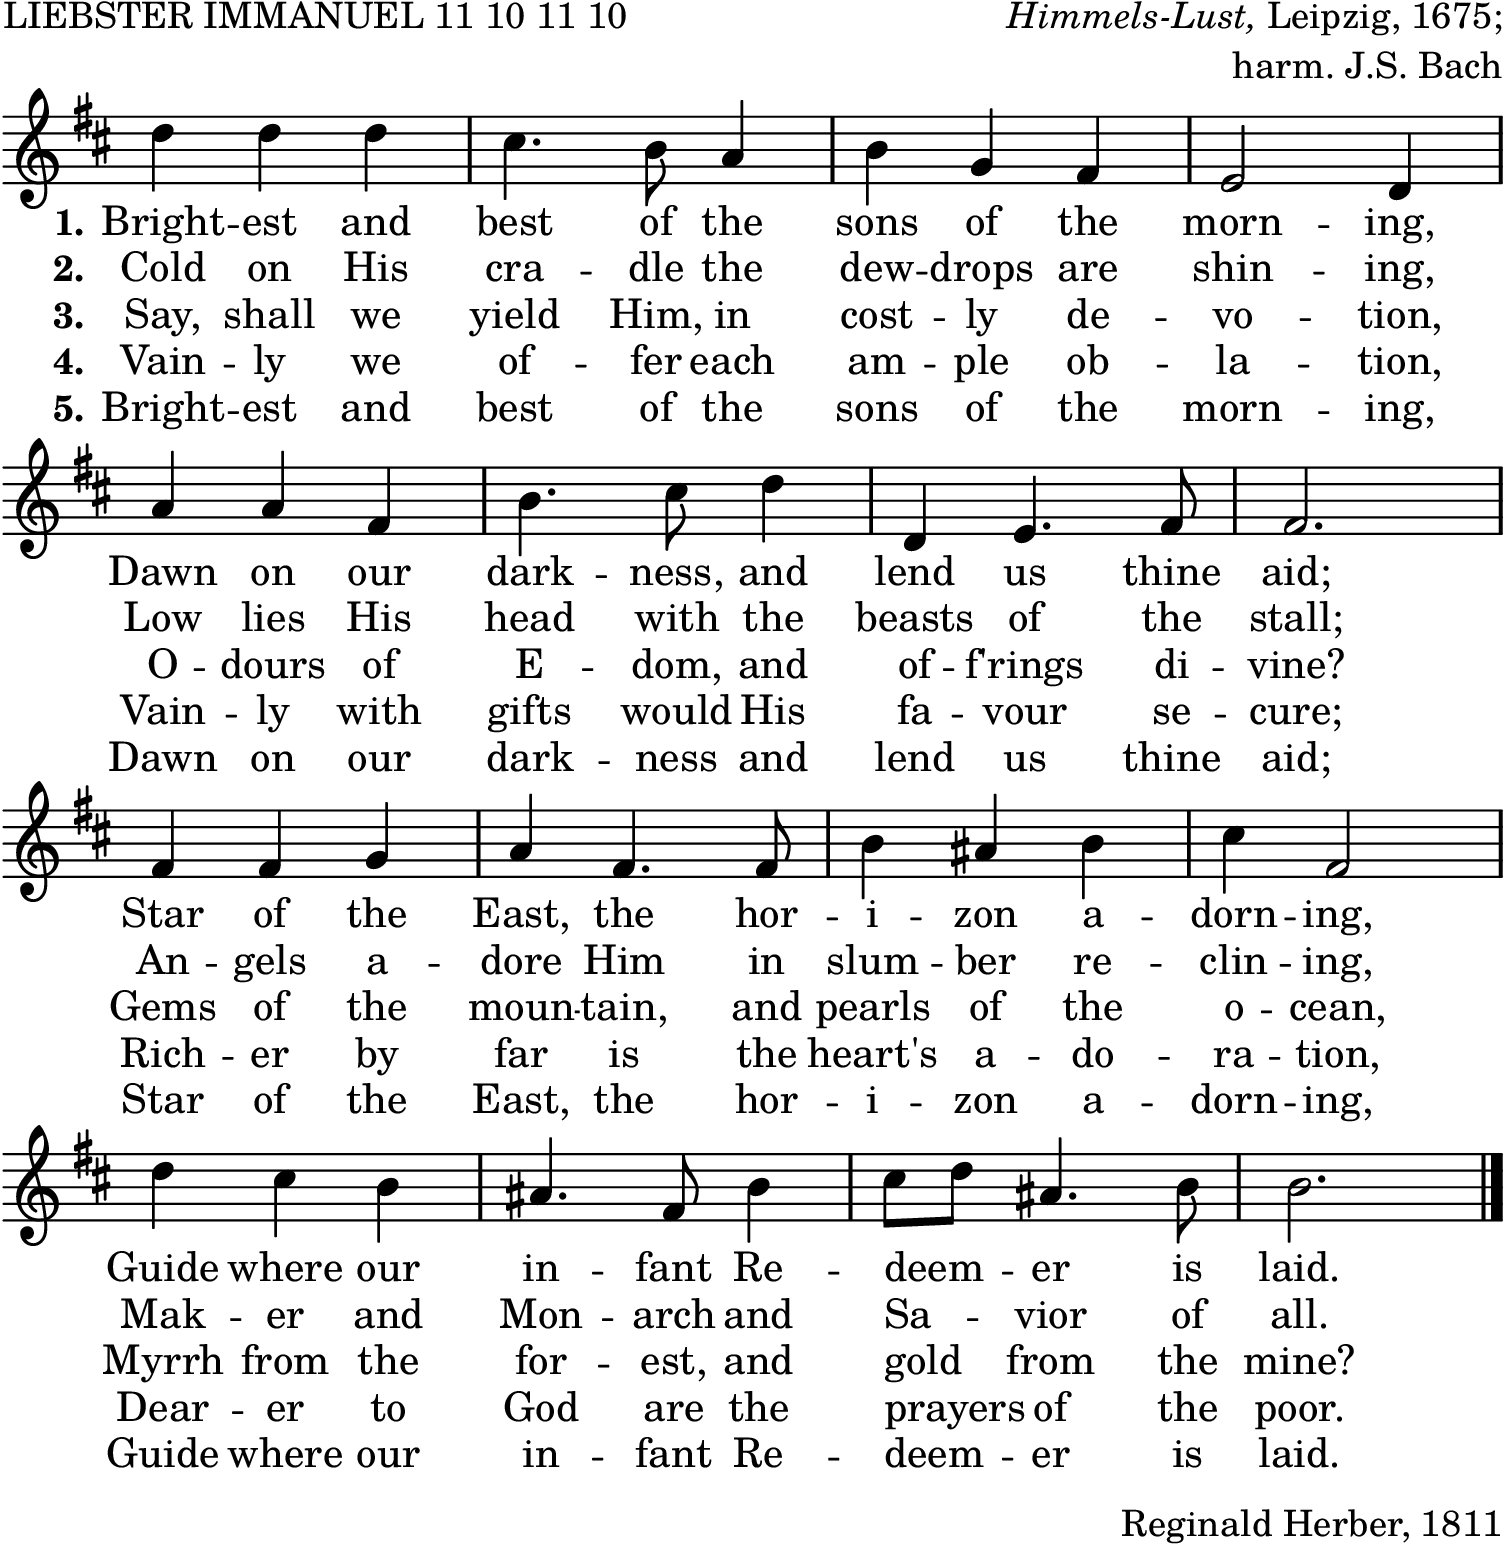 LIEBSTER IMMANUEL 11 10 11 10 Himmels-Lust, Leipzig, 1675;
harm. J.S. Bach
1. Bright -- est and best of the sons of the morn -- ing,
2. Cold on His cra -- dle the dew -- drops are shin -- ing,
3. Say, shall we yield Him, in cost -- ly de -- vo -- tion,
4. Vain -- ly we of -- fer each am -- ple ob -- la -- tion,
5. Bright -- est and best of the sons of the morn -- ing,
Dawn on our dark -- ness, and lend us thine aid;
Low lies His head with the beasts of the stall;
O -- dours of E -- dom, and of -- f'rings di -- vine?
Vain -- ly with gifts would His fa -- vour se -- cure;
Dawn on our dark -- ness and lend us thine aid;
Star of the East, the hor -- i -- zon a -- dorn -- ing,
An -- gels a -- dore Him in slum -- ber re -- clin -- ing,
Gems of the moun -- tain, and pearls of the o -- cean,
Rich -- er by far is the heart's a -- do -- ra -- tion,
Star of the East, the hor -- i -- zon a -- dorn -- ing,
Guide where our in -- fant Re -- deem -- er is laid.
Mak -- er and Mon -- arch and Sa -- vior of all.
Myrrh from the for -- est, and gold from the mine?
Dear -- er to God are the prayers of the poor.
Guide where our in -- fant Re -- deem -- er is laid.
Reginald Herber, 1811